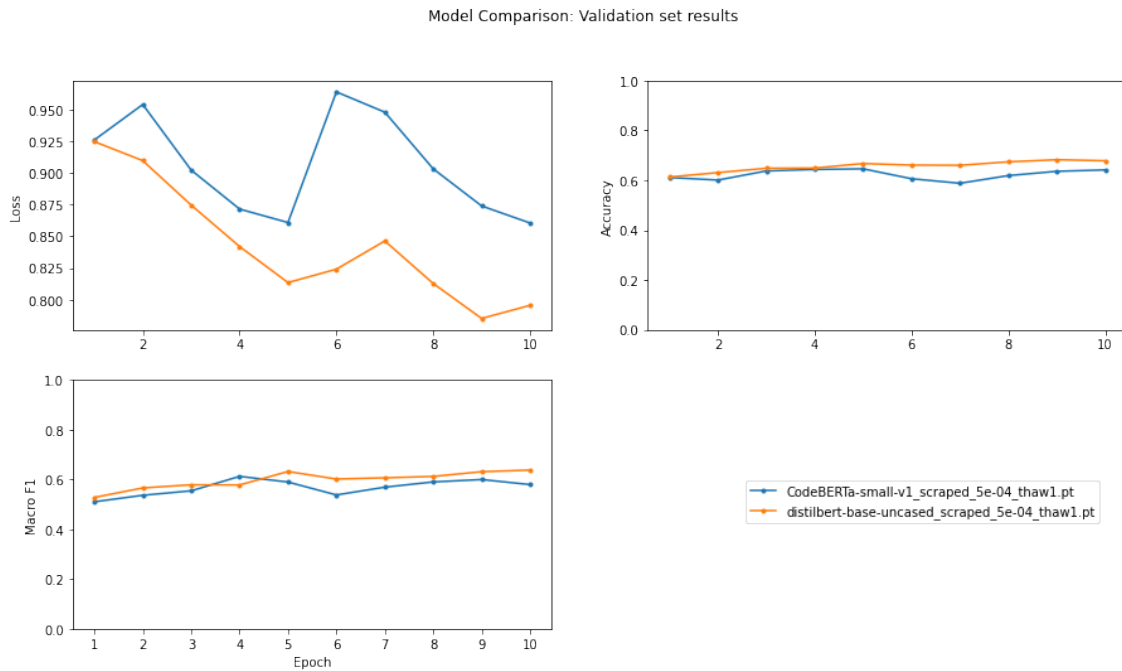 Model Comparison: Validation set results
0.950
0.925
0.900
0.875
0.850
0.825
0.800
Loss
2 4 6 8 10
1.0
0.8
0.6
0.4
0.2
0.0
Accuracy
2 4 6 8 10
1.0
0.8
0.6
0.4
0.2
0.0
Macro F1
1 2 3 4 5 6 7 8 9 10
Epoch
CodeBERTa-small-v1_scraped_5e-04_thaw1.pt
distilbert-base-uncased_scraped_5e-04_thaw1.pt